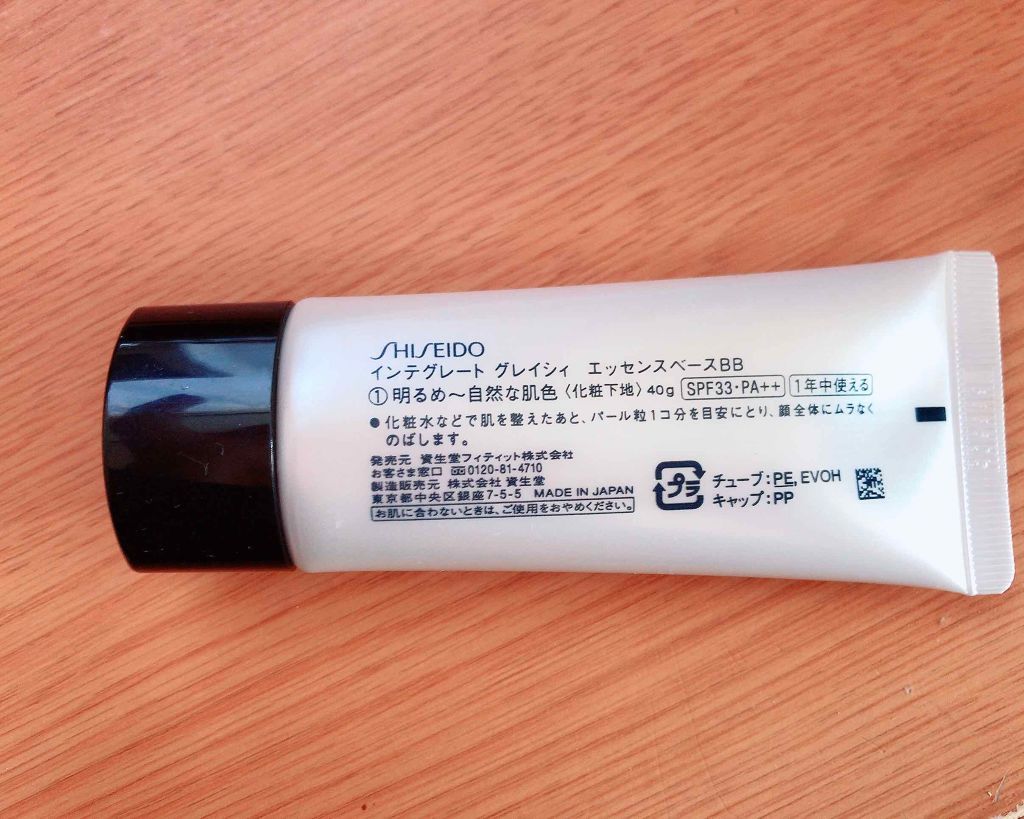 SHISEIDO
インテグレート グレイシィ エッセンスベースBB
① 明るめ～自然な肌色〈化粧下地〉40g SPF33・PA++ 1年中使える
● 化粧水などで肌を整えたあと、パール粒1コ分を目安にとり、顔全体にムラなく
のばします。
発売元 資生堂フィティット株式会社
お客さま窓口 0120-81-4710
製造販売元 株式会社 資生堂
東京都中央区銀座7-5-5 MADE IN JAPAN
お肌に合わないときは、ご使用をおやめください。
プラ
チューブ：PE, EVOH
キャップ：PP